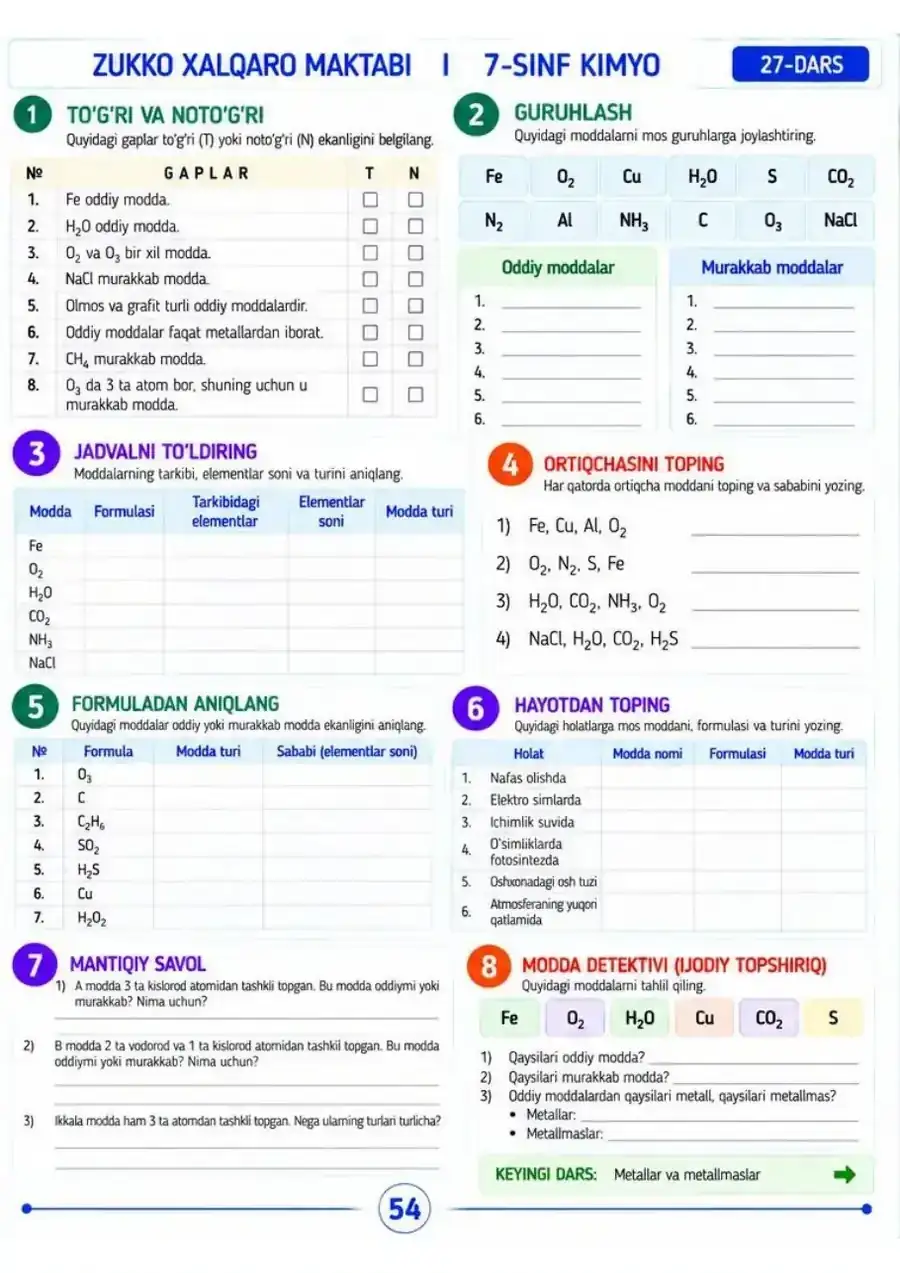 ZUKKO XALQARO MAKTABI | 7-SINF KIMYO 27-DARS
1 TO'G'RI VA NOTO'G'RI
Quyidagi gaplar to'g'ri (T) yoki noto'g'ri (N) ekanligini belgilang.
№ GAPLAR T N
1. Fe oddiy modda.
2. H₂O oddiy modda.
3. O₂ va O₃ bir xil modda.
4. NaCl murakkab modda.
5. Olmos va grafit turli oddiy moddalardir.
6. Oddiy moddalar faqat metallardan iborat.
7. CH₄ murakkab modda.
8. O₃ da 3 ta atom bor, shuning uchun u
murakkab modda.
2 GURUHLASH
Quyidagi moddalarni mos guruhlarga joylashtiring.
Fe O₂ Cu H₂O S CO₂
N₂ Al NH₃ C O₃ NaCl
Oddiy moddalar Murakkab moddalar
1. 1.
2. 2.
3. 3.
4. 4.
5. 5.
6. 6.
3 JADVALNI TO'LDIRING
Moddalarning tarkibi, elementlar soni va turini aniqlang.
Modda Formulasi Tarkibidagi elementlar Elementlar soni Modda turi
Fe
O₂
H₂O
CO₂
NH₃
NaCl
4 ORTIQCHASINI TOPING
Har qatorda ortiqcha moddani toping va sababini yozing.
1) Fe, Cu, Al, O₂
2) O₂, N₂. S, Fe
3) H₂O, CO₂, NH₃, O₂
4) NaCl, H₂O, CO₂, H₂S
5 FORMULADAN ANIQLANG
Quyidagi moddalar oddiy yoki murakkab modda ekanligini aniqlang.
№ Formula Modda turi Sababi (elementlar soni)
1. O₃
2. C
3. C₂H₆
4. SO₂
5. H₂S
6. Cu
7. H₂O₂
6 HAYOTDAN TOPING
Quyidagi holatlarga mos moddani, formulasi va turini yozing.
Holat Modda nomi Formulasi Modda turi
1. Nafas olishda
2. Elektro simlarda
3. Ichimlik suvida
4. O'simliklarda
fotosintezda
5. Oshxonadagi osh tuzi
6. Atmosferaning yuqori
qatlamida
7 MANTIQIY SAVOL
1) A modda 3 ta kislorod atomidan tashkil topgan. Bu modda oddiymi yoki
murakkab? Nima uchun?
2) B modda 2 ta vodorod va 1 ta kislorod atomidan tashkil topgan. Bu modda
oddiymi yoki murakkab? Nima uchun?
3) Ikkala modda ham 3 ta atomdan tashkil topgan. Nega ularning turlari turlicha?
8 MODDA DETEKTIVI (IJODIY TOPSHIRIQ)
Quyidagi moddalarni tahlil qiling.
Fe O₂ H₂O Cu CO₂ S
1) Qaysilari oddiy modda?
2) Qaysilari murakkab modda?
3) Oddiy moddalardan qaysilari metall, qaysilari metallmas?
• Metallar:
• Metallmaslar:
KEYINGI DARS: Metallar va metallmaslar
54